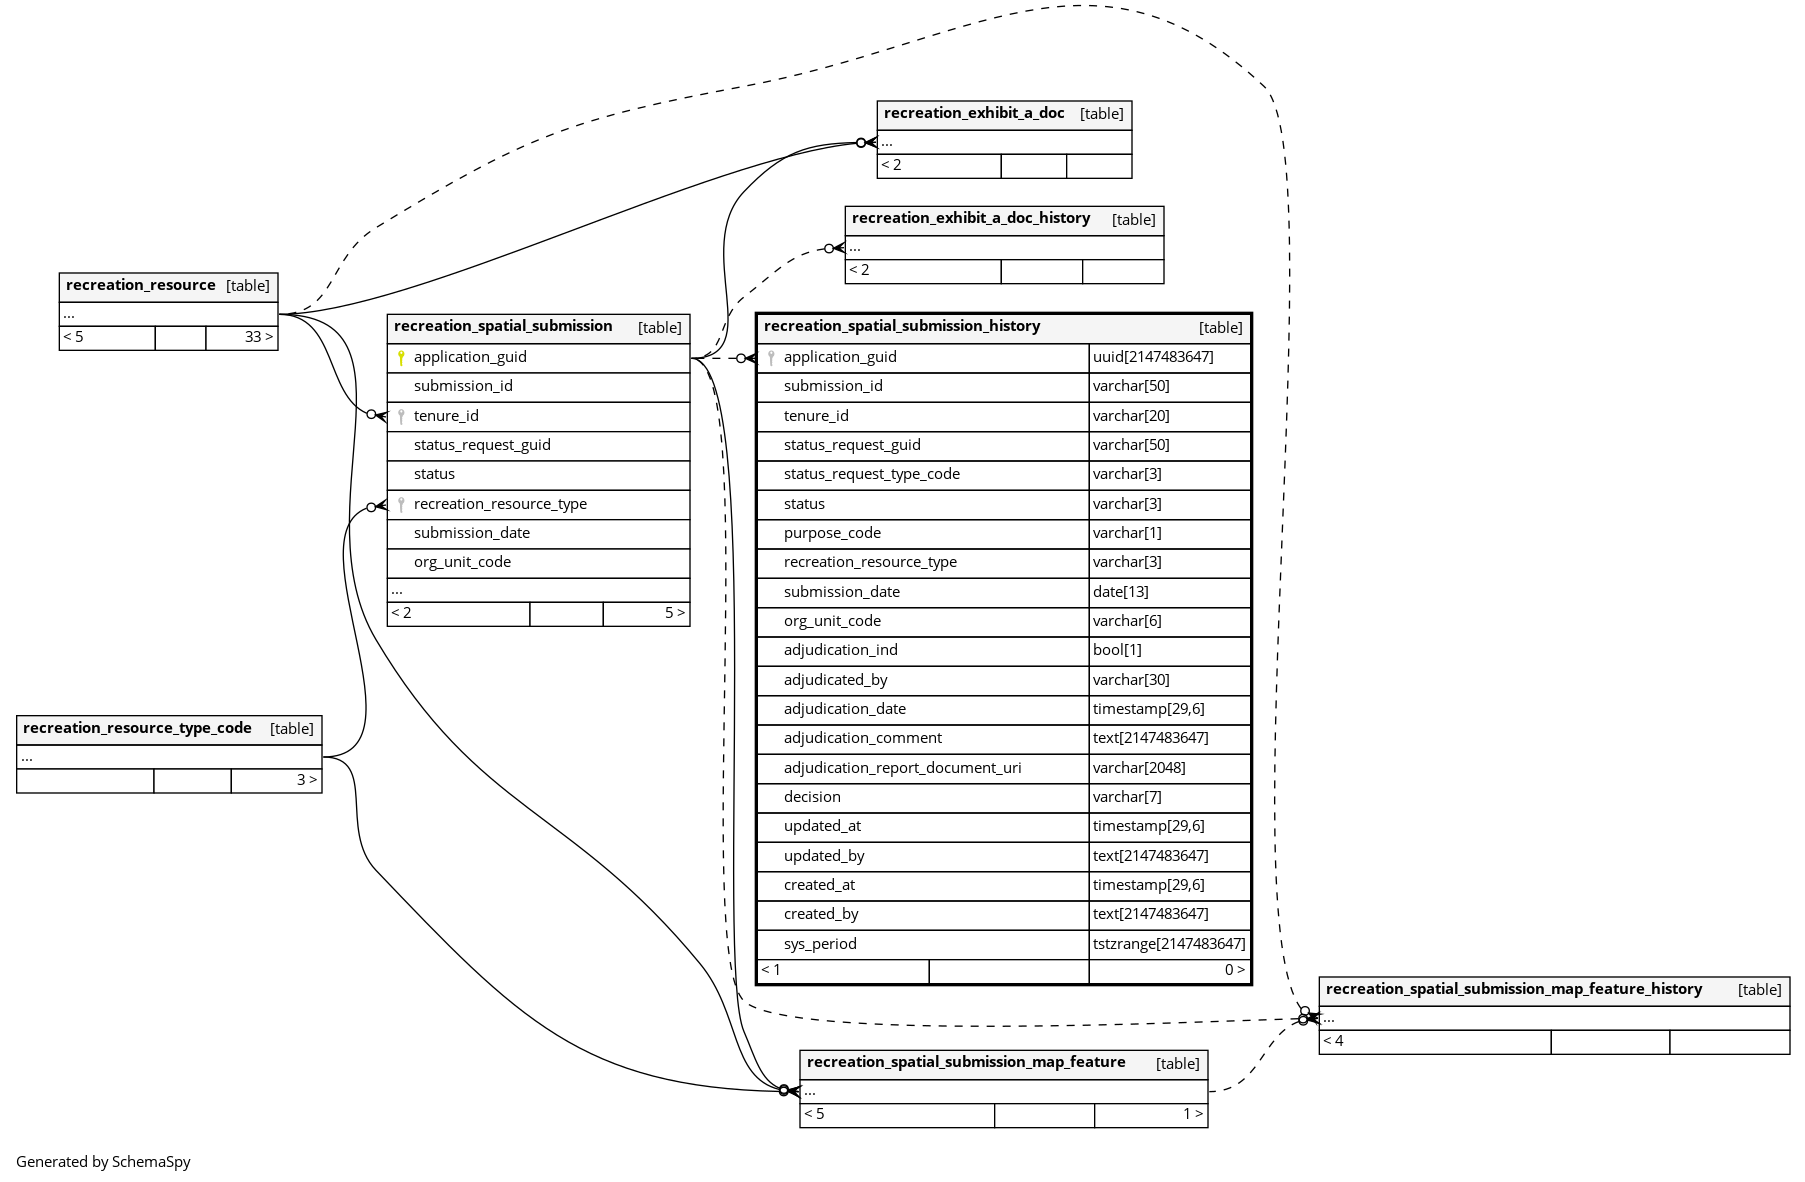 recreation_exhibit_a_doc [table]
...
< 2
recreation_exhibit_a_doc_history [table]
...
< 2
recreation_resource [table]
...
< 5 33 >
recreation_spatial_submission [table]
application_guid
submission_id
tenure_id
status_request_guid
status
recreation_resource_type
submission_date
org_unit_code
...
< 2 5 >
recreation_spatial_submission_history [table]
application_guid uuid[2147483647]
submission_id varchar[50]
tenure_id varchar[20]
status_request_guid varchar[50]
status_request_type_code varchar[3]
status varchar[3]
purpose_code varchar[1]
recreation_resource_type varchar[3]
submission_date date[13]
org_unit_code varchar[6]
adjudication_ind bool[1]
adjudicated_by varchar[30]
adjudication_date timestamp[29,6]
adjudication_comment text[2147483647]
adjudication_report_document_uri varchar[2048]
decision varchar[7]
updated_at timestamp[29,6]
updated_by text[2147483647]
created_at timestamp[29,6]
created_by text[2147483647]
sys_period tstzrange[2147483647]
< 1 0 >
recreation_resource_type_code [table]
...
3 >
recreation_spatial_submission_map_feature_history [table]
...
< 4
recreation_spatial_submission_map_feature [table]
...
< 5 1 >
Generated by SchemaSpy